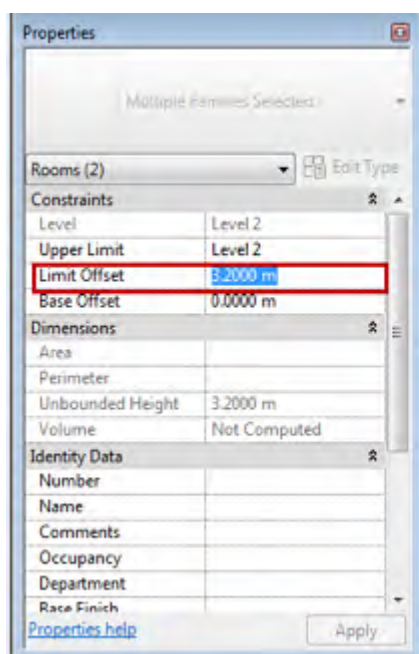 Properties
Multiple Families Selected
Rooms (2) Edit Type
Constraints
Level Level 2
Upper Limit Level 2
Limit Offset 3.2000 m
Base Offset 0.0000 m
Dimensions
Area
Perimeter
Unbounded Height 3.2000 m
Volume Not Computed
Identity Data
Number
Name
Comments
Occupancy
Department
Base Finish
Properties help Apply